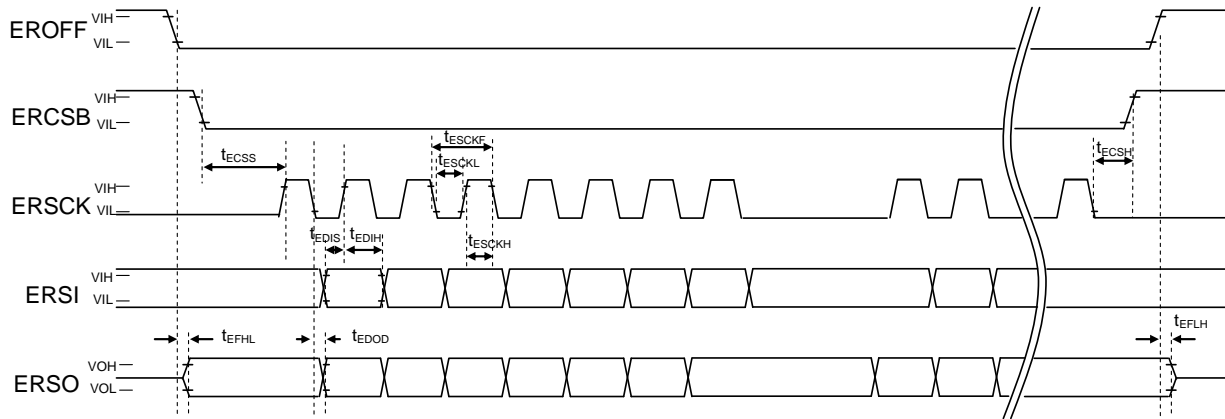 EROFF
VIH
VIL
ERCSB
VIH
VIL
tECSS
tESCKF
tESCKL
tECSH
ERSCK
VIH
VIL
tEDIS
tEDIH
tESCKH
ERSI
VIH
VIL
tEFHL
tEDOD
tEFLH
ERSO
VOH
VOL